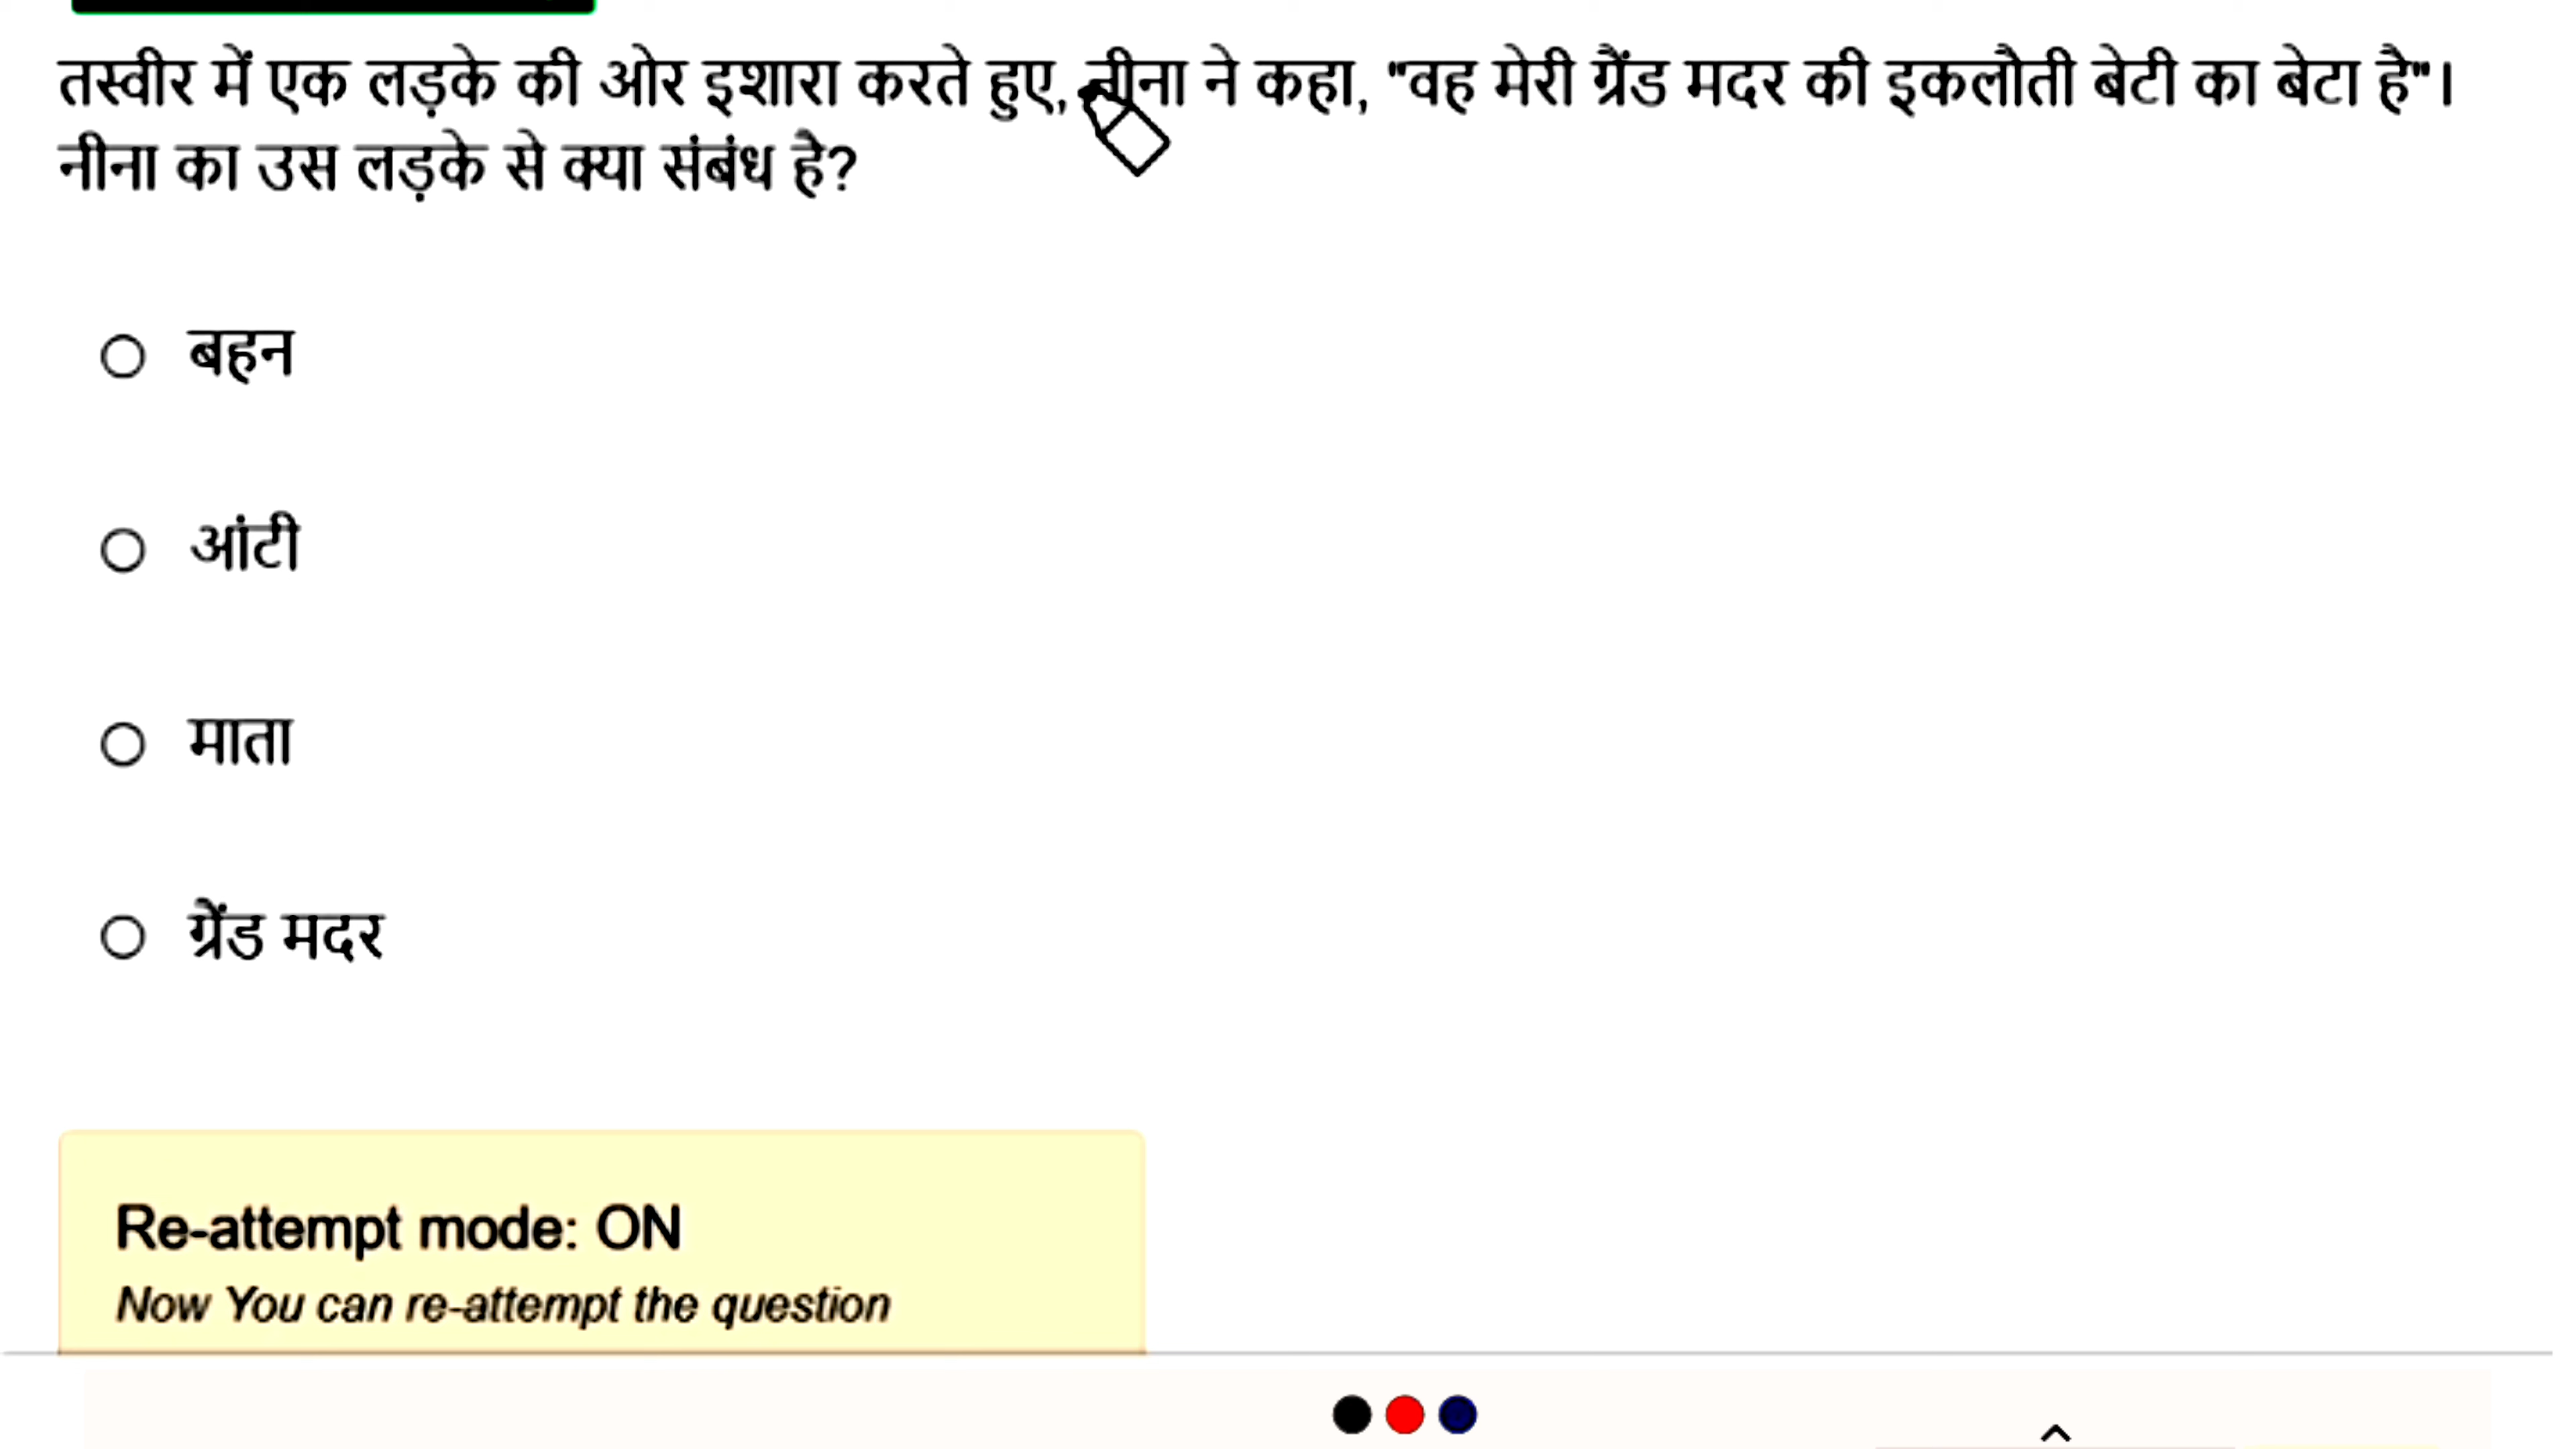 तस्वीर में एक लड़के की ओर इशारा करते हुए, नीना ने कहा, "वह मेरी ग्रैंड मदर की इकलौती बेटी का बेटा है"।
नीना का उस लड़के से क्या संबंध है?
बहन
आंटी
माता
ग्रैंड मदर
Re-attempt mode: ON
Now You can re-attempt the question